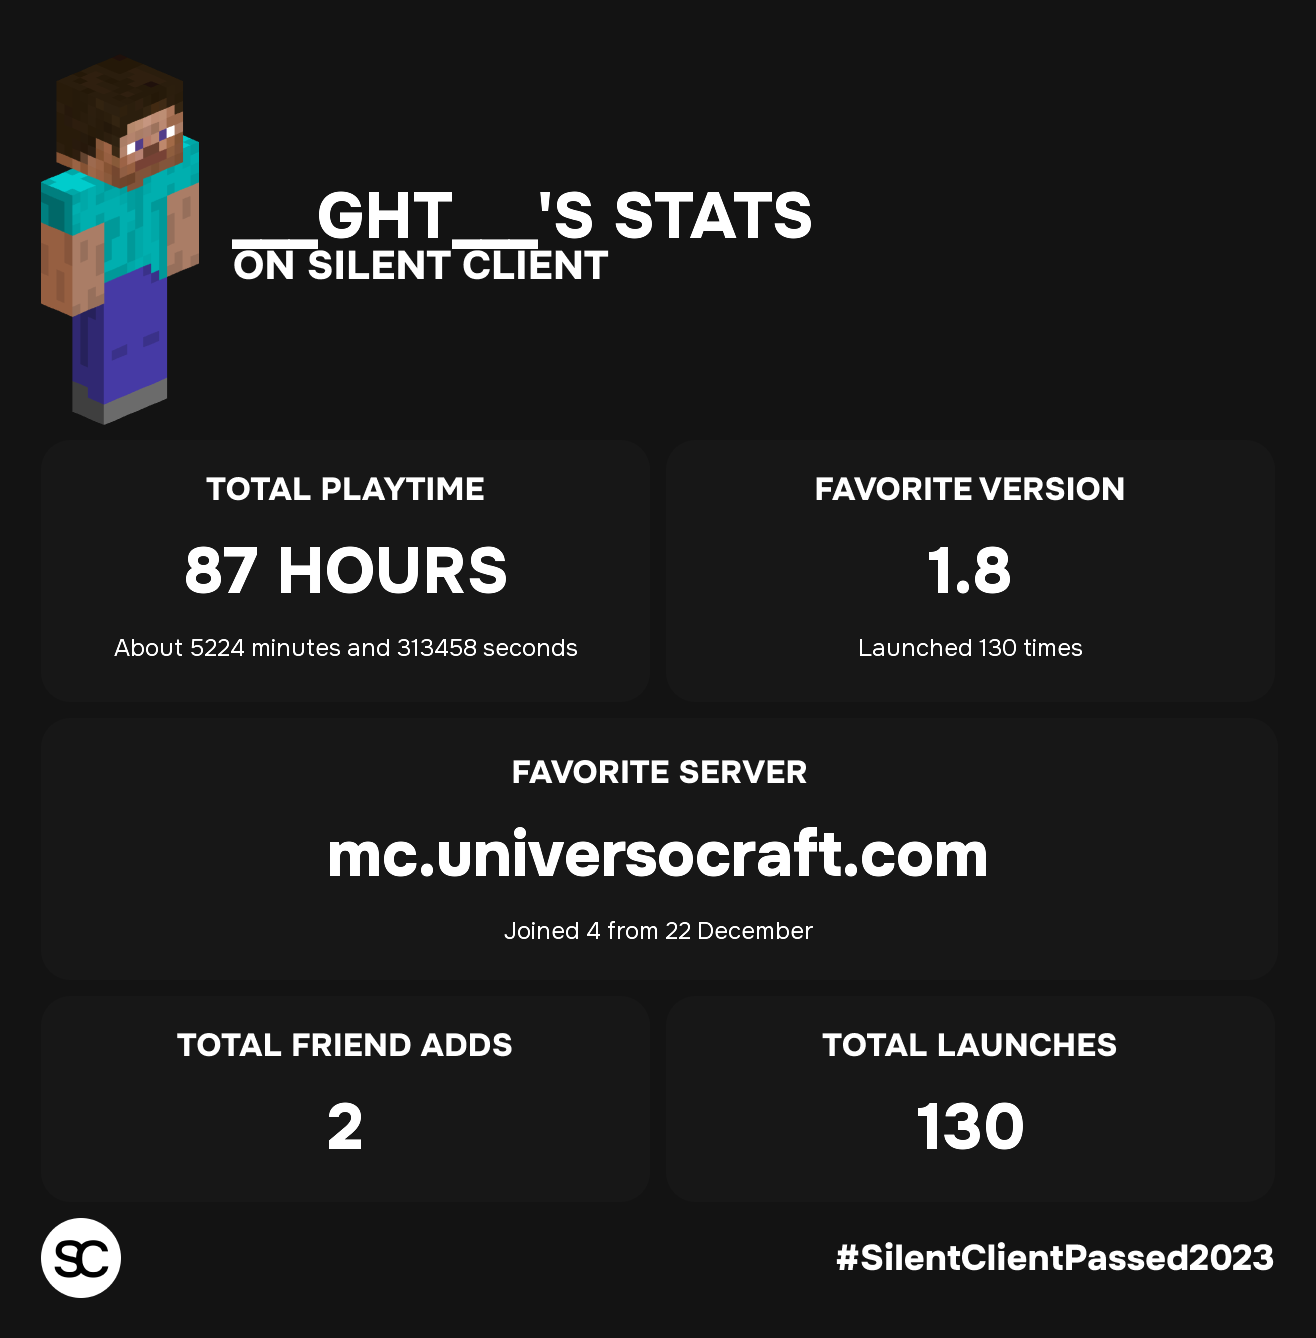 ___GHT___'S STATS
ON SILENT CLIENT
TOTAL PLAYTIME
87 HOURS
About 5224 minutes and 313458 seconds
FAVORITE VERSION
1.8
Launched 130 times
FAVORITE SERVER
mc.universocraft.com
Joined 4 from 22 December
TOTAL FRIEND ADDS
2
TOTAL LAUNCHES
130
SC
#SilentClientPassed2023